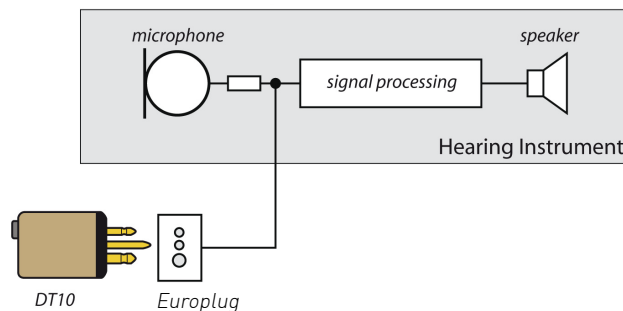 microphone
speaker
signal processing
Hearing Instrument
DT10
Europlug